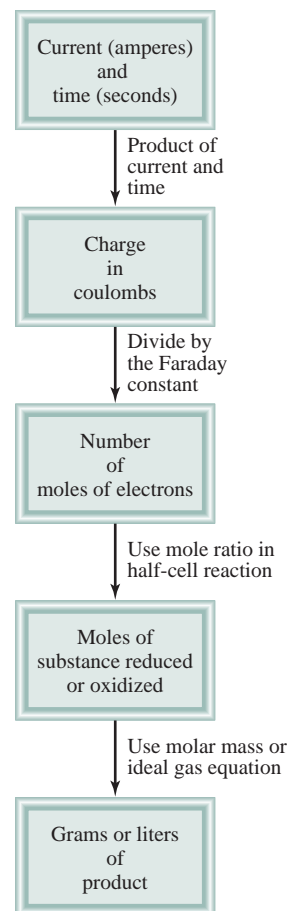 Current (amperes)
and
time (seconds)
Product of
current and
time
Charge
in
coulombs
Divide by
the Faraday
constant
Number
of
moles of electrons
Use mole ratio in
half-cell reaction
Moles of
substance reduced
or oxidized
Use molar mass or
ideal gas equation
Grams or liters
of
product